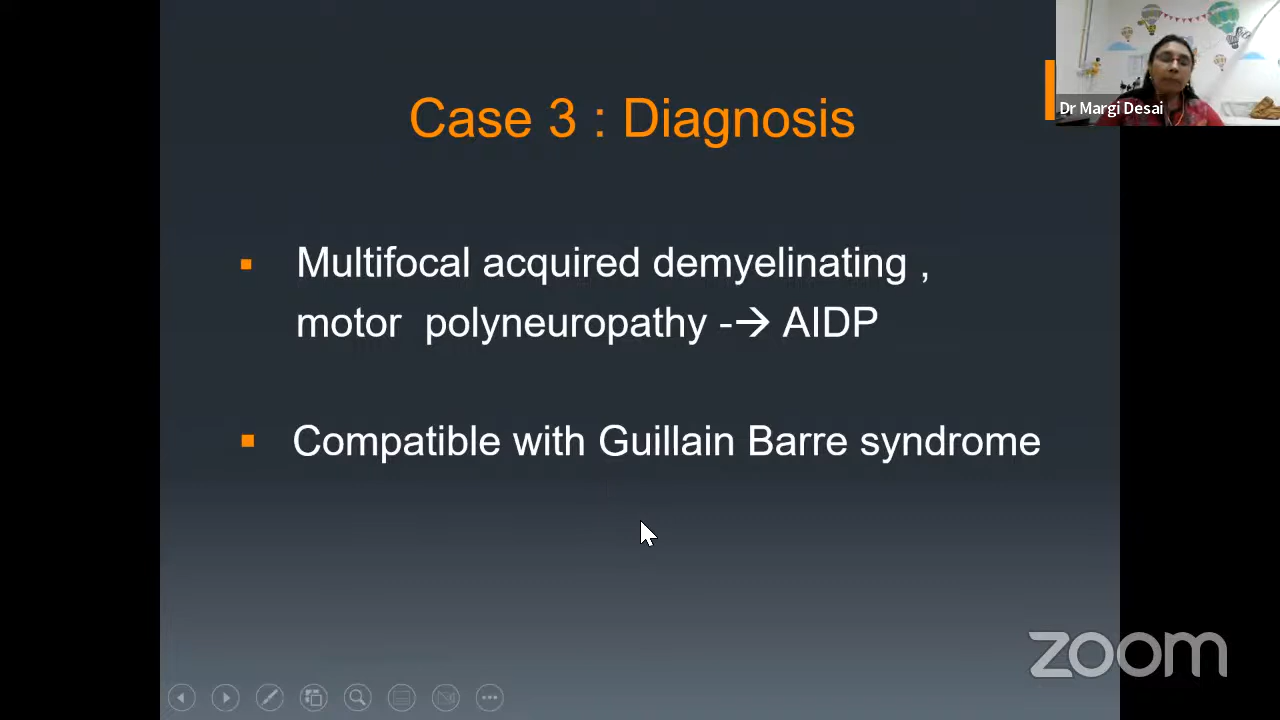 Case 3 : Diagnosis
Dr Margi Desai
Multifocal acquired demyelinating ,
motor polyneuropathy -→ AIDP
Compatible with Guillain Barre syndrome
zoom